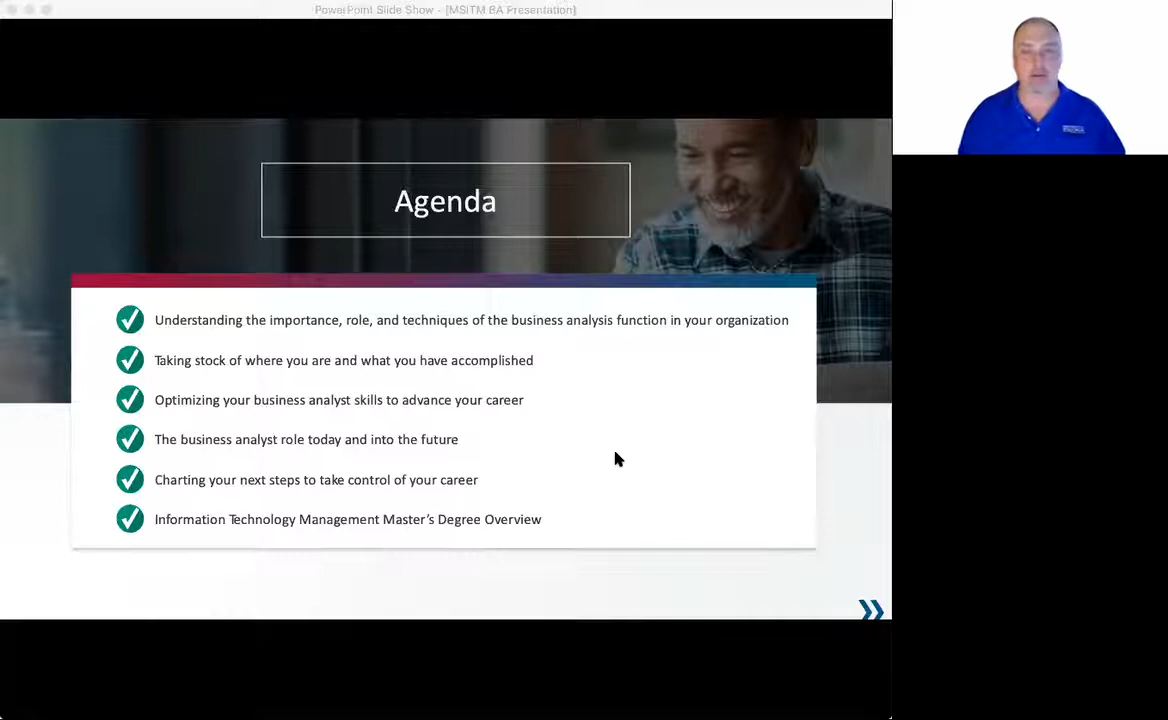 PowerPoint Slide Show - [MSITM BA Presentation]
Agenda
Understanding the importance, role, and techniques of the business analysis function in your organization
Taking stock of where you are and what you have accomplished
Optimizing your business analyst skills to advance your career
The business analyst role today and into the future
Charting your next steps to take control of your career
Information Technology Management Master’s Degree Overview